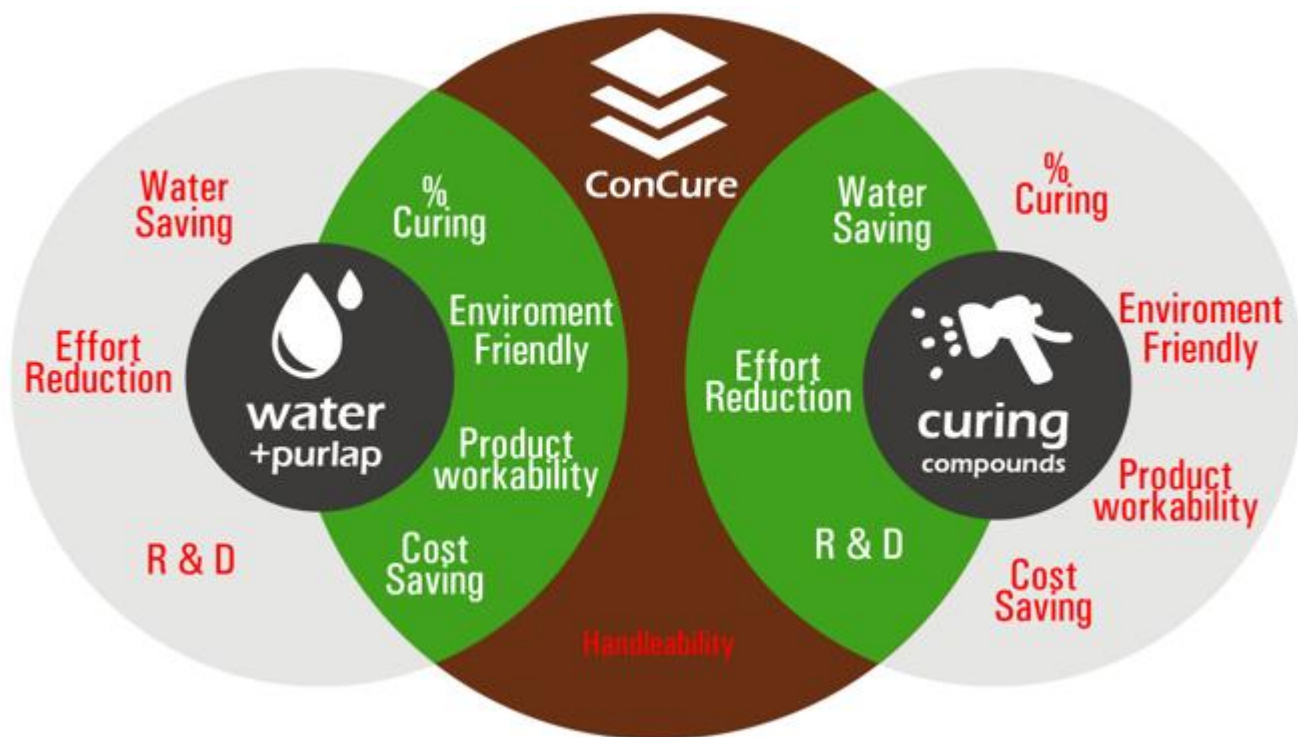 ConCure
Water
Saving
Effort
Reduction
R & D
water
+purlap
%
Curing
Enviroment
Friendly
Product
workability
Cost
Saving
Handleability
Water
Saving
Effort
Reduction
R & D
curing
compounds
%
Curing
Enviroment
Friendly
Product
workability
Cost
Saving